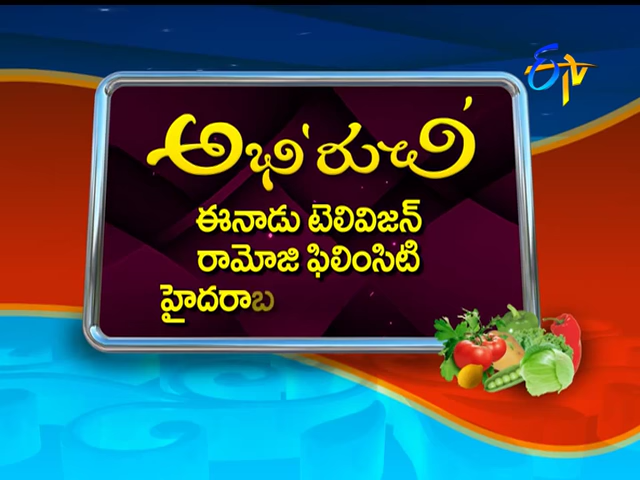 ETV
అభి'రుచి'
ఈనాడు టెలివిజన్
రామోజి ఫిలింసిటి
హైదరాబ